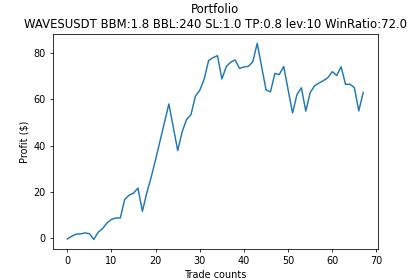 Portfolio
WAVESUSDT BBM:1.8 BBL:240 SL:1.0 TP:0.8 lev:10 WinRatio:72.0
Profit ($)
80
60
40
20
0
0 10 20 30 40 50 60 70
Trade counts